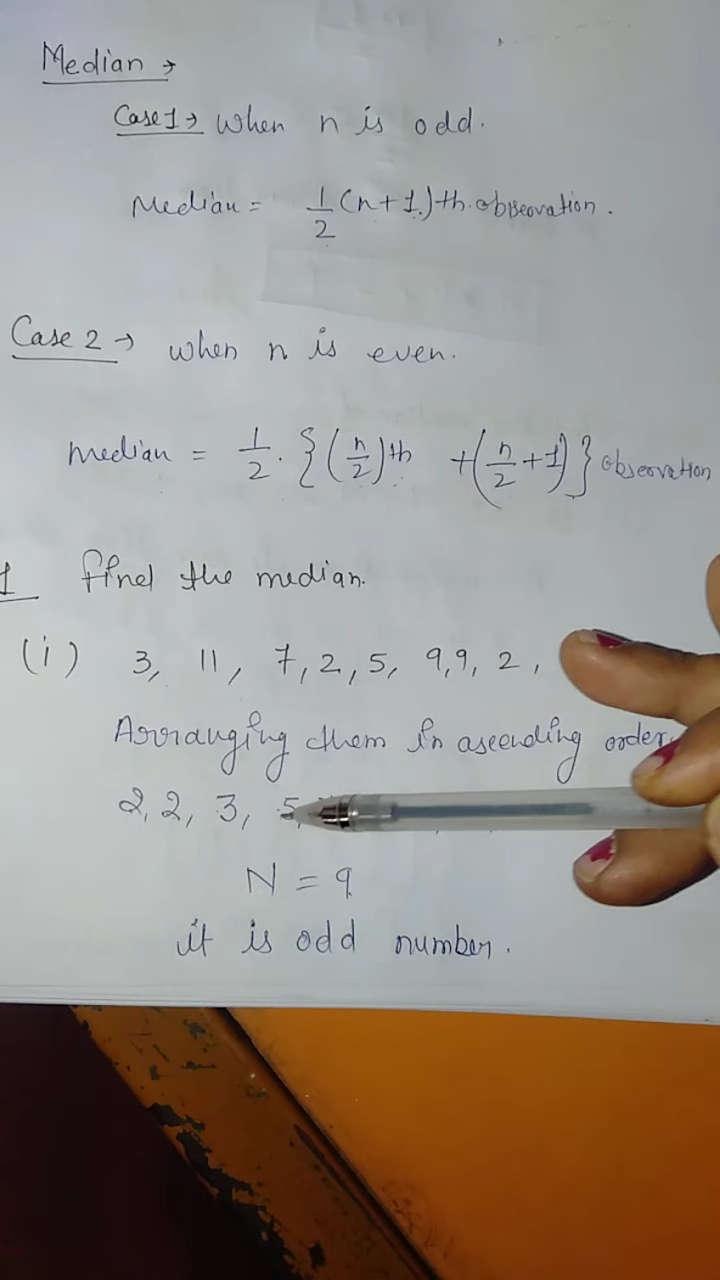 Median →
Case 1 → when n is odd.
Median = 1/2 (n+1)th observation.
Case 2 → when n is even.
median = 1/2 . {(n/2)th + (n/2 + 1)} observation
1 find the median.
(i) 3, 11, 7, 2, 5, 9, 9, 2,
Arranging them in ascending order
2, 2, 3, 5,
N = 9
it is odd number.